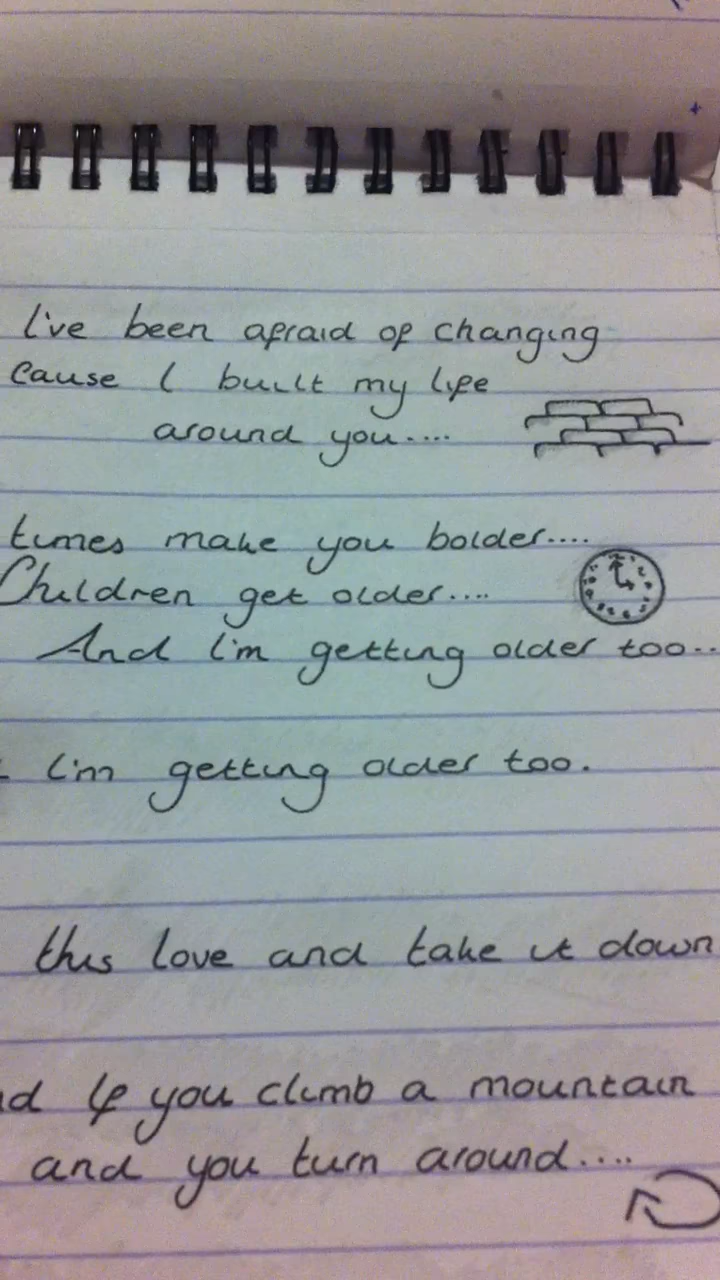 I've been afraid of changing
Cause I built my life
around you....
times make you bolder....
Children get older....
And I'm getting older too..
I'm getting older too.
this love and take it down
If you climb a mountain
and you turn around....